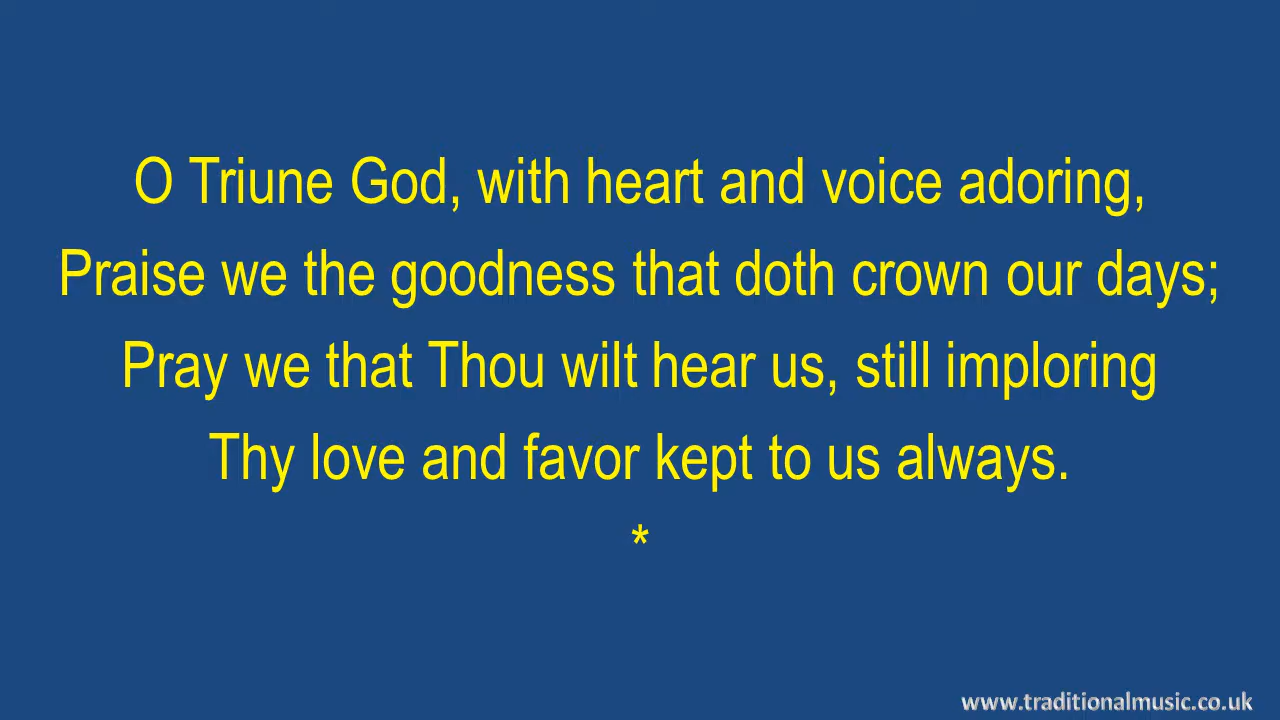 O Triune God, with heart and voice adoring,
Praise we the goodness that doth crown our days;
Pray we that Thou wilt hear us, still imploring
Thy love and favor kept to us always.
*
www.traditionalmusic.co.uk